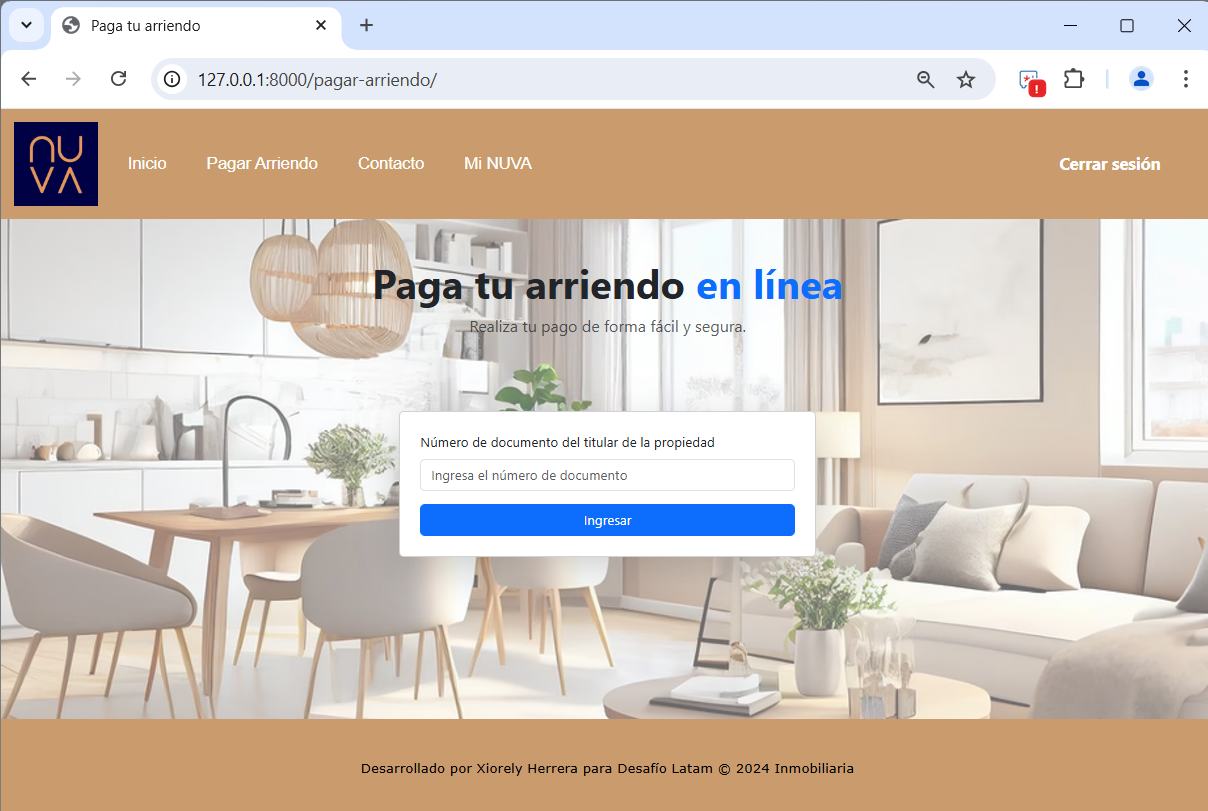 Paga tu arriendo
127.0.0.1:8000/pagar-arriendo/
NUVA
Inicio
Pagar Arriendo
Contacto
Mi NUVA
Cerrar sesión
Paga tu arriendo en línea
Realiza tu pago de forma fácil y segura.
Número de documento del titular de la propiedad
Ingresa el número de documento
Ingresar
Desarrollado por Xiorely Herrera para Desafío Latam © 2024 Inmobiliaria